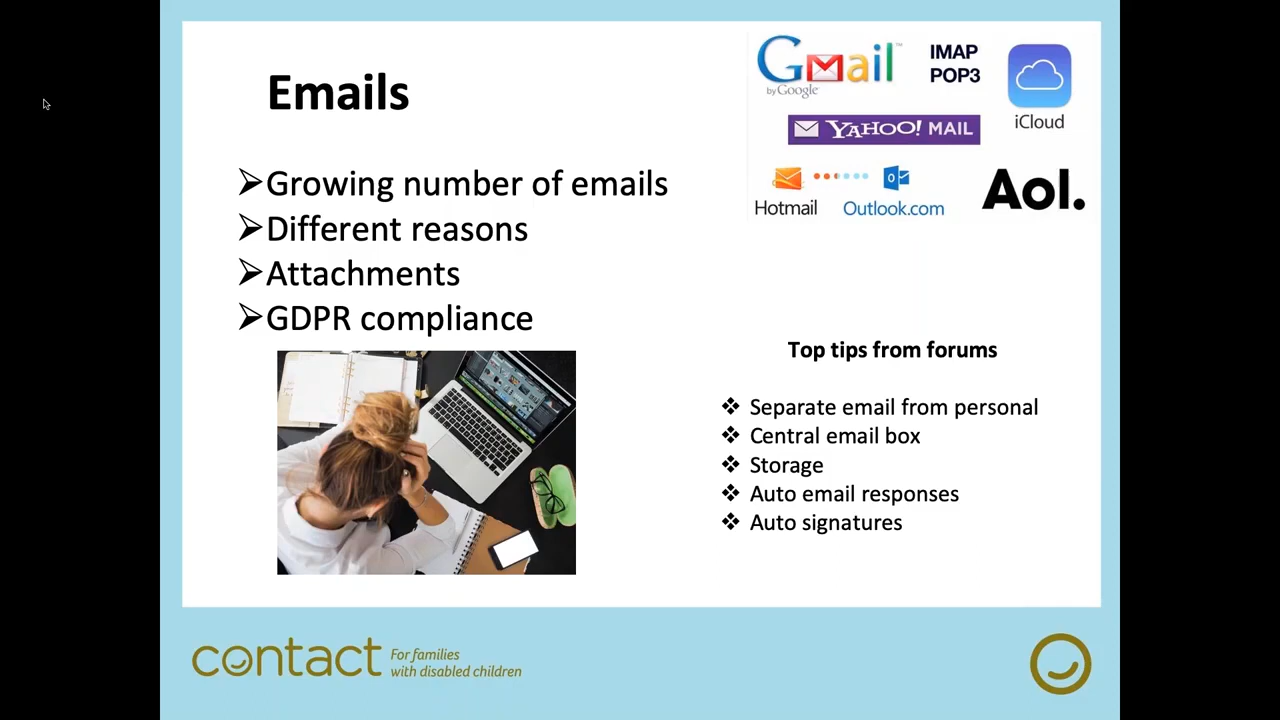 Emails
Growing number of emails
Different reasons
Attachments
GDPR compliance
Gmail™
by Google
IMAP
POP3
iCloud
YAHOO! MAIL
Hotmail
Outlook.com
Aol.
Top tips from forums
Separate email from personal
Central email box
Storage
Auto email responses
Auto signatures
contact
For families
with disabled children